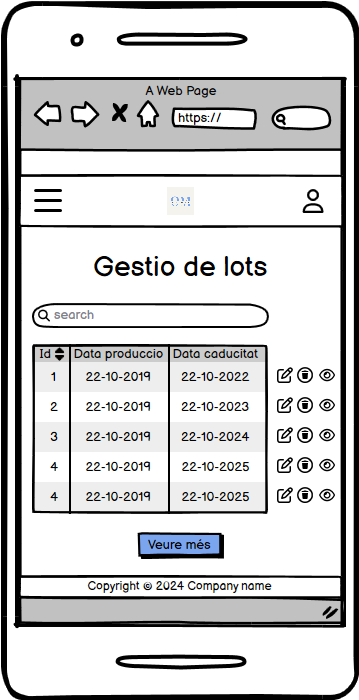 A Web Page
https://
OM
Gestio de lots
search
Id Data produccio Data caducitat
1 22-10-2019 22-10-2022
2 22-10-2019 22-10-2023
3 22-10-2019 22-10-2024
4 22-10-2019 22-10-2025
4 22-10-2019 22-10-2025
Veure més
Copyright © 2024 Company name